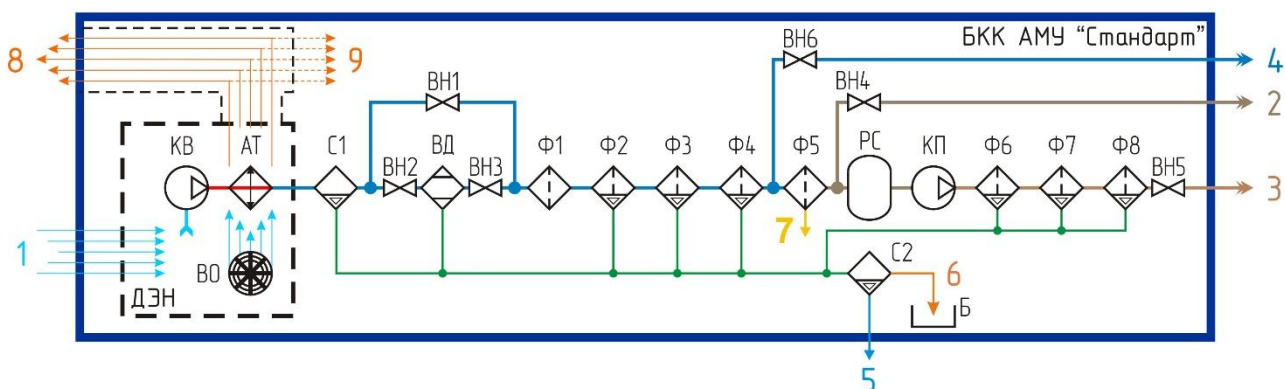 БКК АМУ “Стандарт”
8
9
ВН6
4
ВН1
ВН4
2
КВ
АТ
С1
ВН2
ВД
ВН3
Ф1
Ф2
Ф3
Ф4
Ф5
РС
КП
Ф6
Ф7
Ф8
ВН5
3
1
7
ВО
С2
6
ДЭН
Б
5